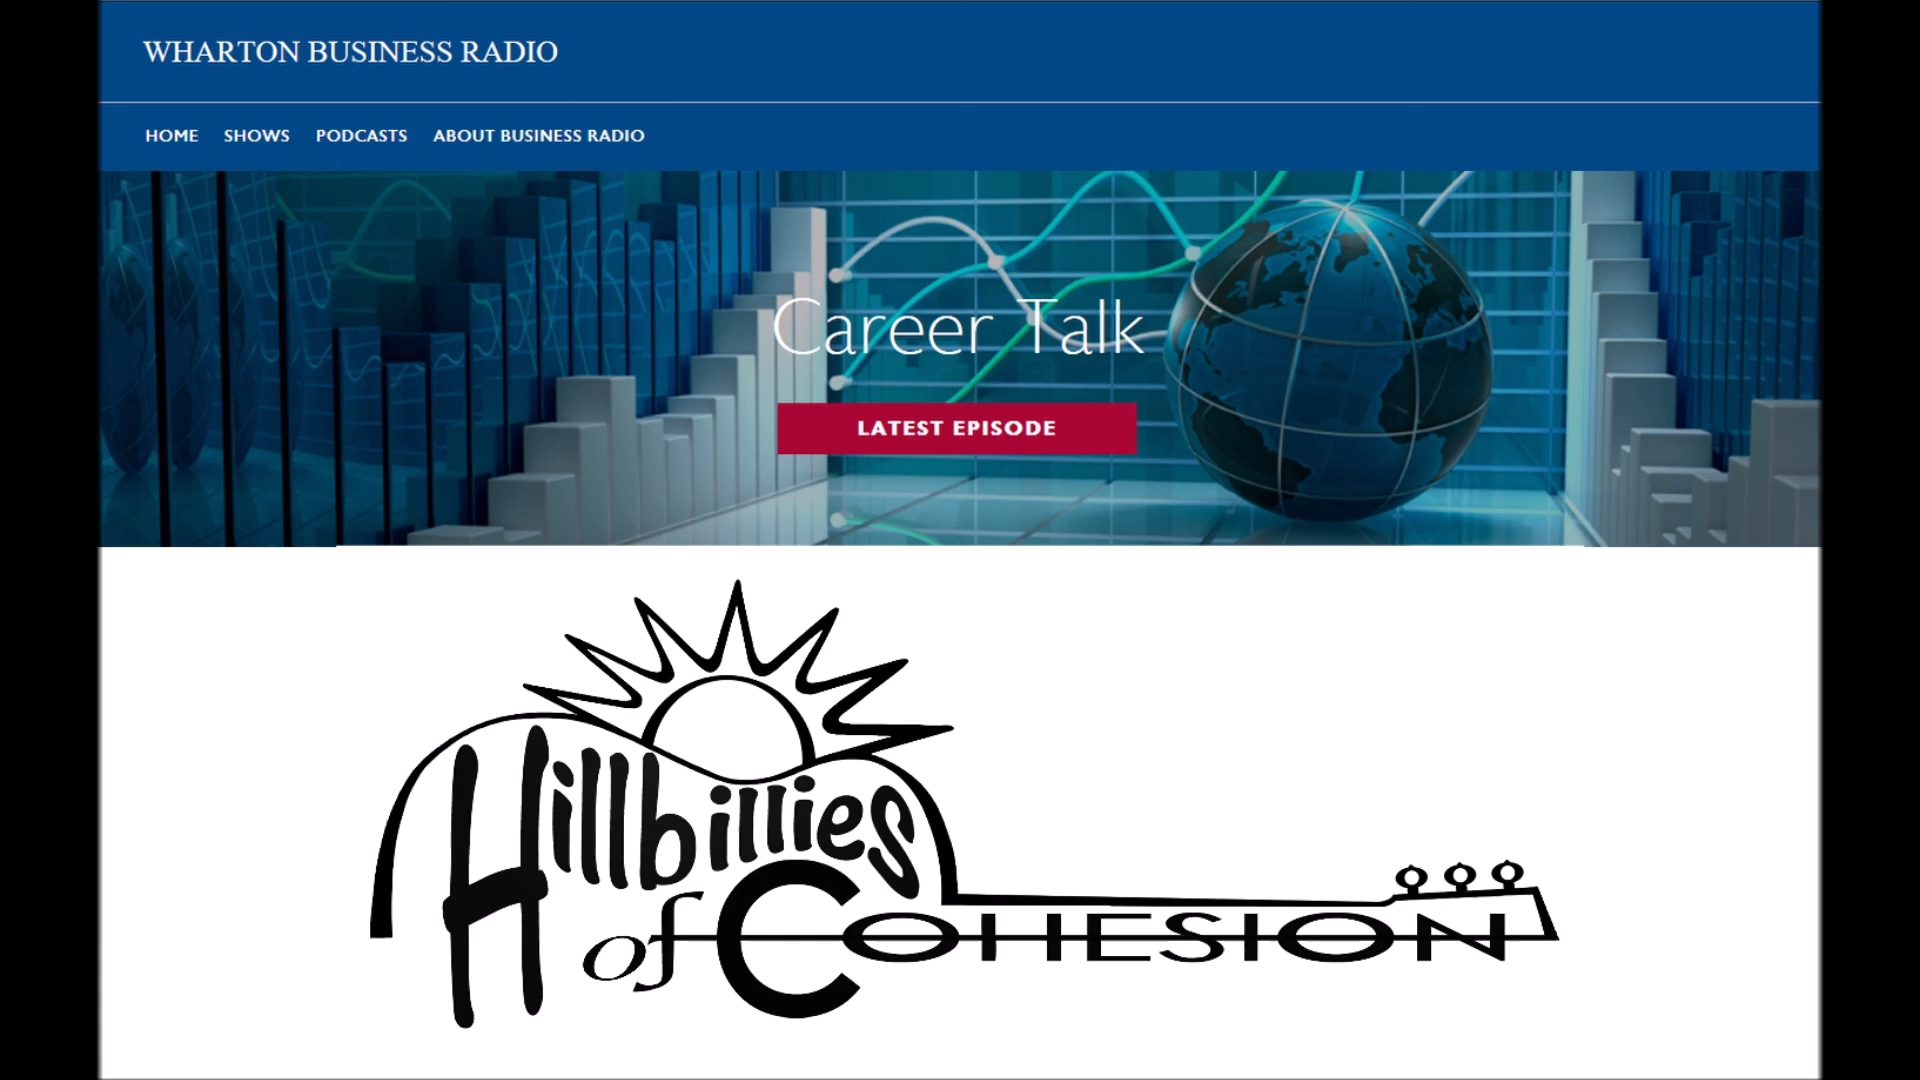 WHARTON BUSINESS RADIO
HOME SHOWS PODCASTS ABOUT BUSINESS RADIO
Career Talk
LATEST EPISODE
Hillbillies
of COHESION